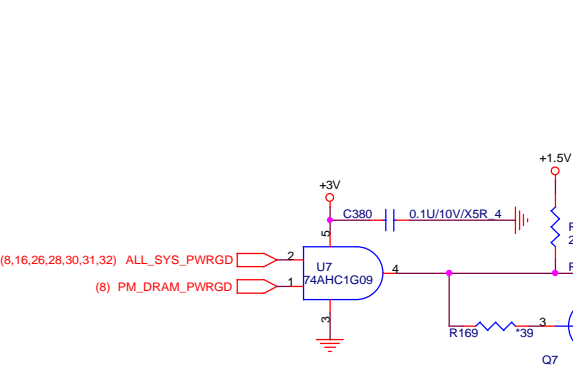 +1.5V
+3V
C380 0.1U/10V/X5R_4
R
2
5
(8,16,26,28,30,31,32) ALL_SYS_PWRGD 2
U7
4
R
74AHC1G09
(8) PM_DRAM_PWRGD 1
3
R169 *39 3
Q7